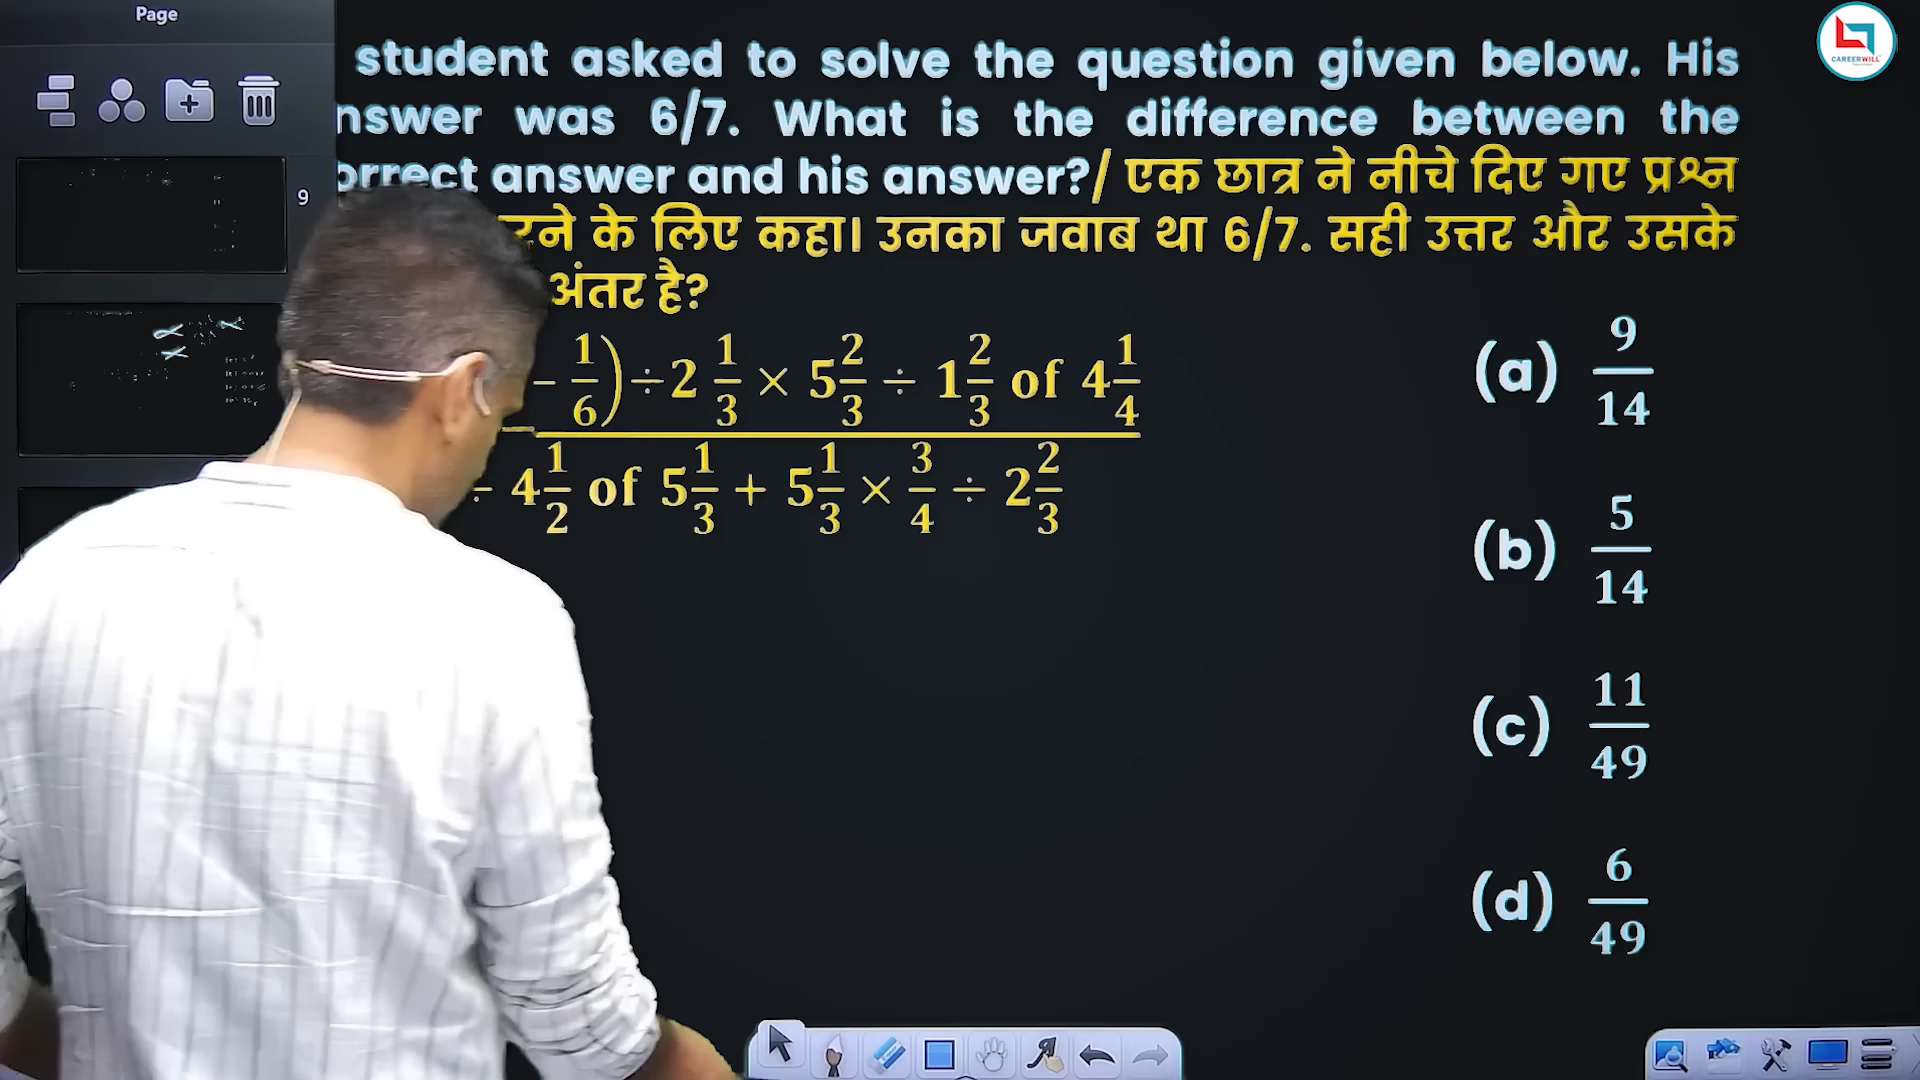 Page
student asked to solve the question given below. His
nswer was 6/7. What is the difference between the
orrect answer and his answer?/ एक छात्र ने नीचे दिए गए प्रश्न
रने के लिए कहा। उनका जवाब था 6/7. सही उत्तर और उसके
अंतर है?
9
– 1/6) ÷ 2 1/3 × 5 2/3 ÷ 1 2/3 of 4 1/4
÷ 4 1/2 of 5 1/3 + 5 1/3 × 3/4 ÷ 2 2/3
(a) 9/14
(b) 5/14
(c) 11/49
(d) 6/49
CAREERWILL